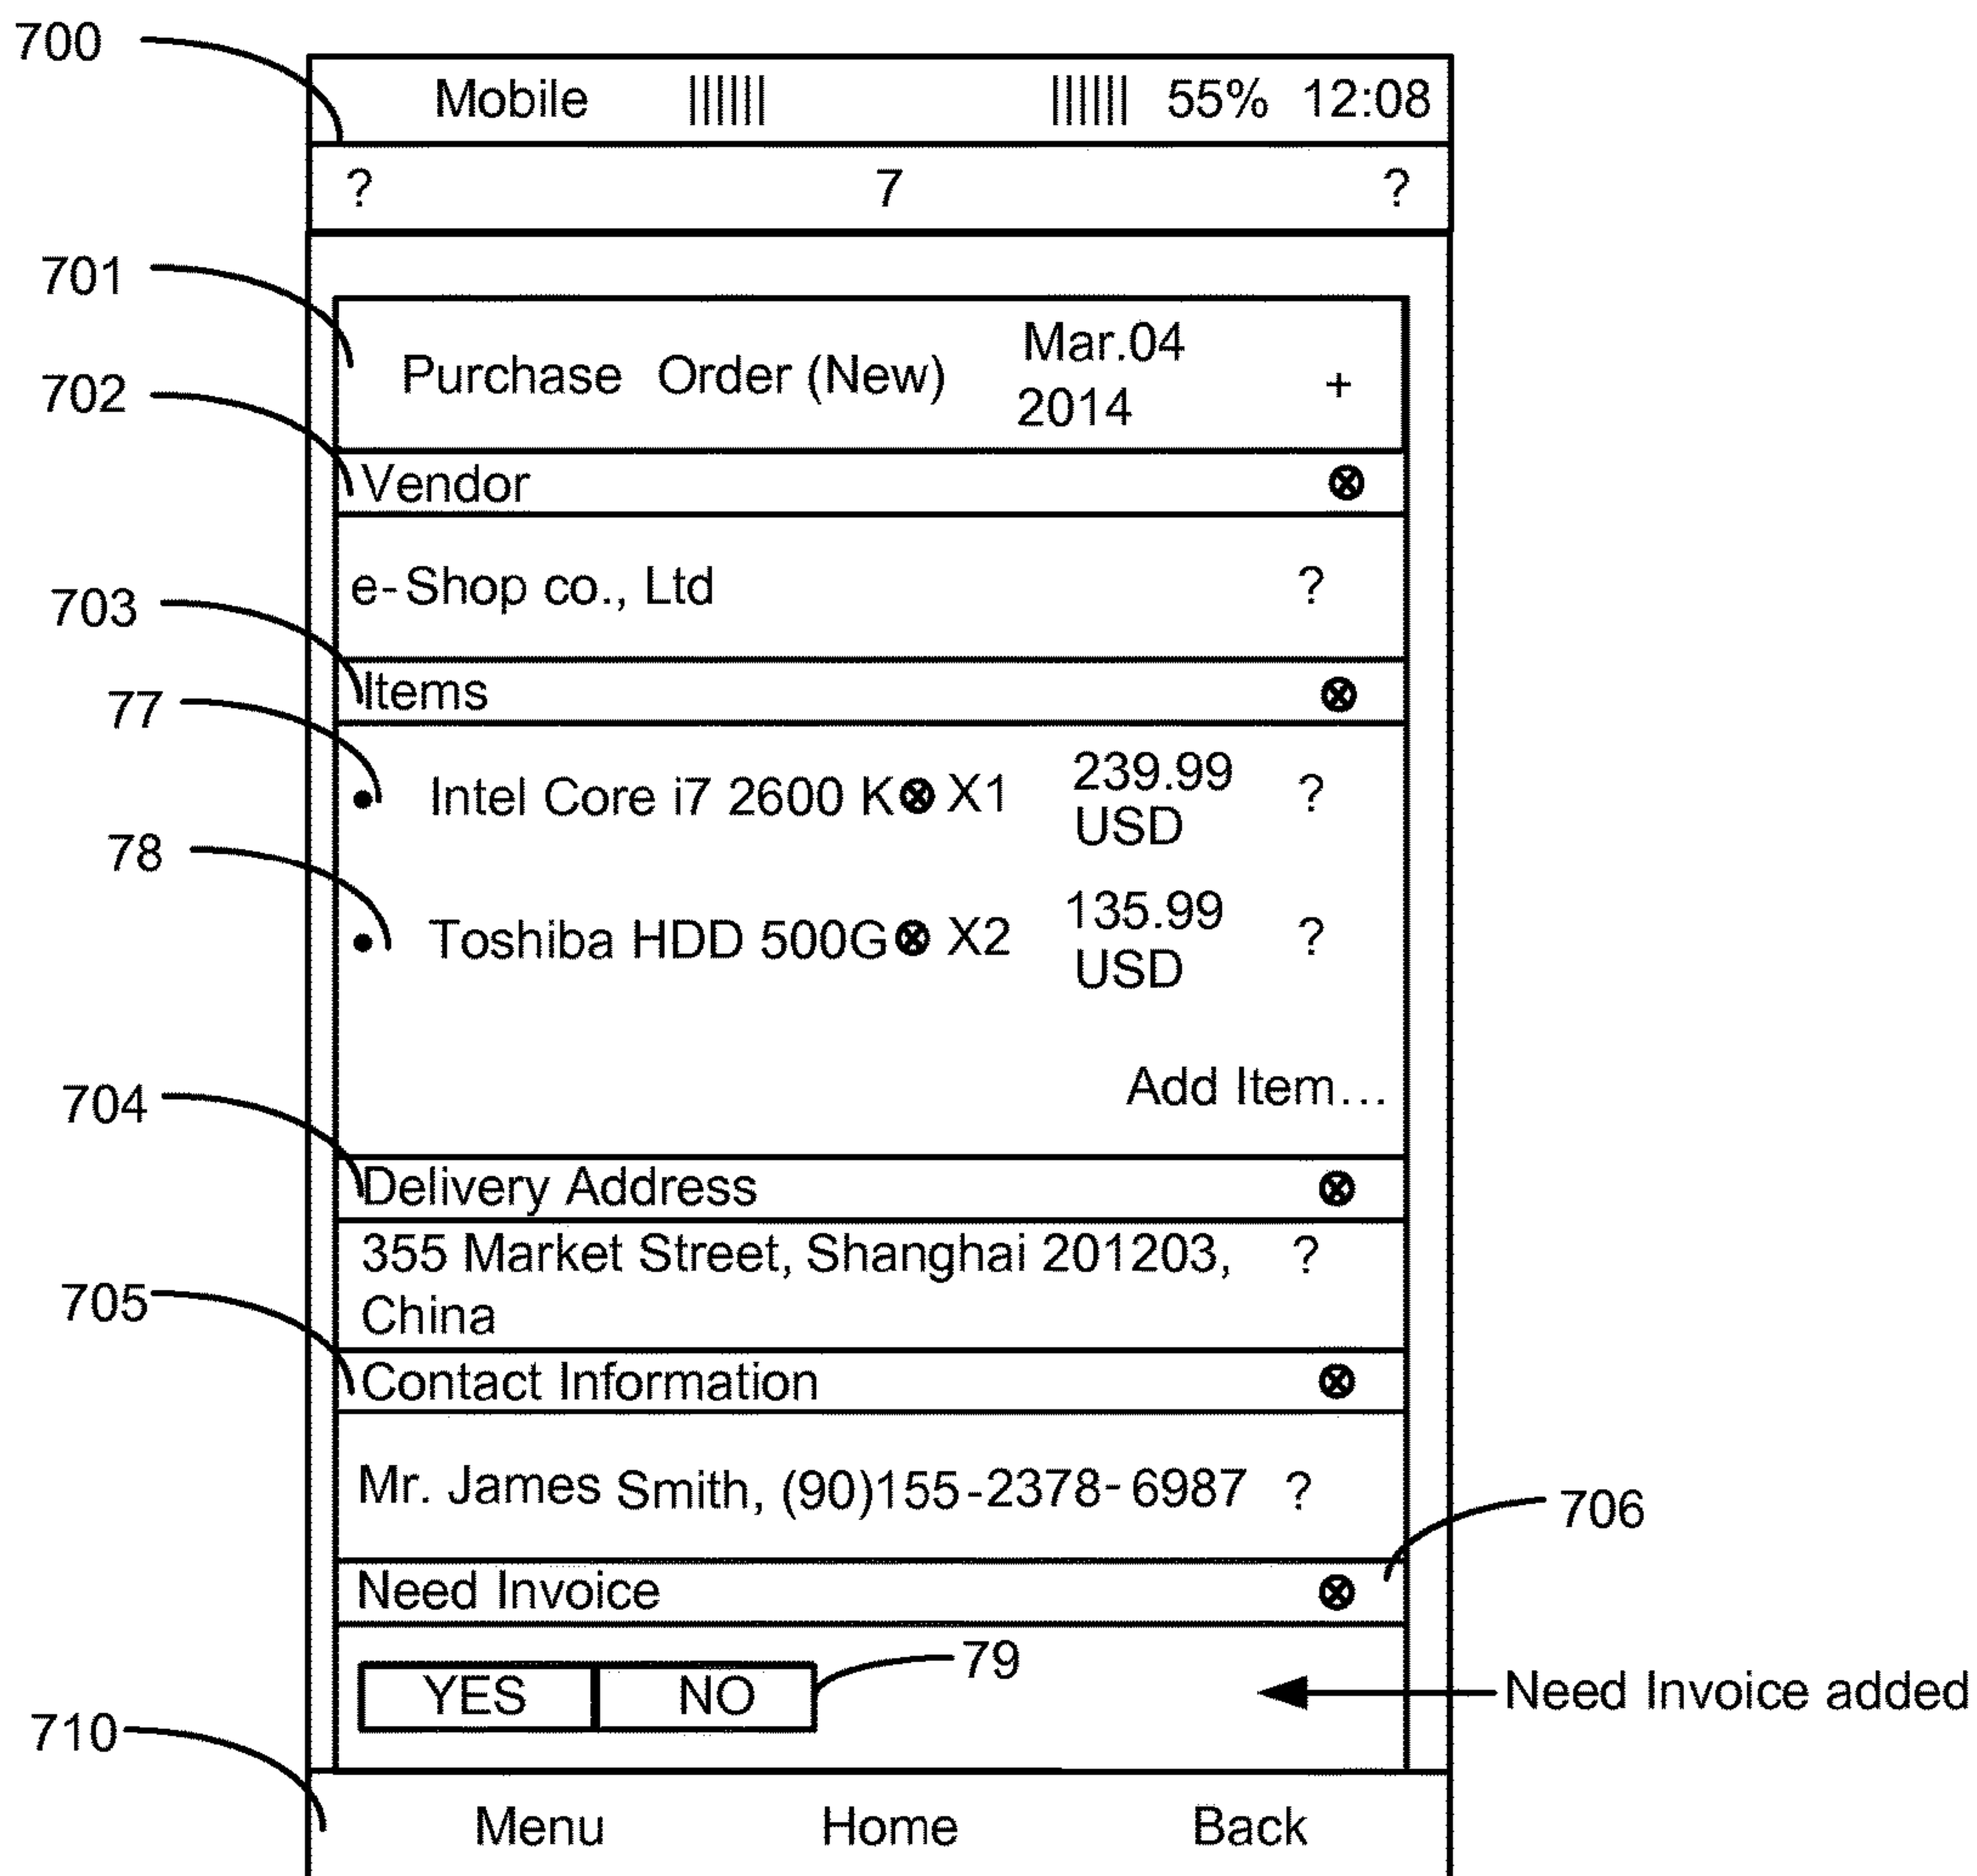 700
Mobile 55% 12:08
? 7 ?
701
Purchase Order (New) Mar.04 2014 +
702
Vendor ⊗
e-Shop co., Ltd ?
703
Items ⊗
77
• Intel Core i7 2600 K⊗ X1 239.99 USD ?
78
• Toshiba HDD 500G⊗ X2 135.99 USD ?
Add Item...
704
Delivery Address ⊗
355 Market Street, Shanghai 201203, ?
China
705
Contact Information ⊗
Mr. James Smith, (90)155-2378-6987 ?
706
Need Invoice ⊗
79
YES NO
Need Invoice added
710
Menu Home Back